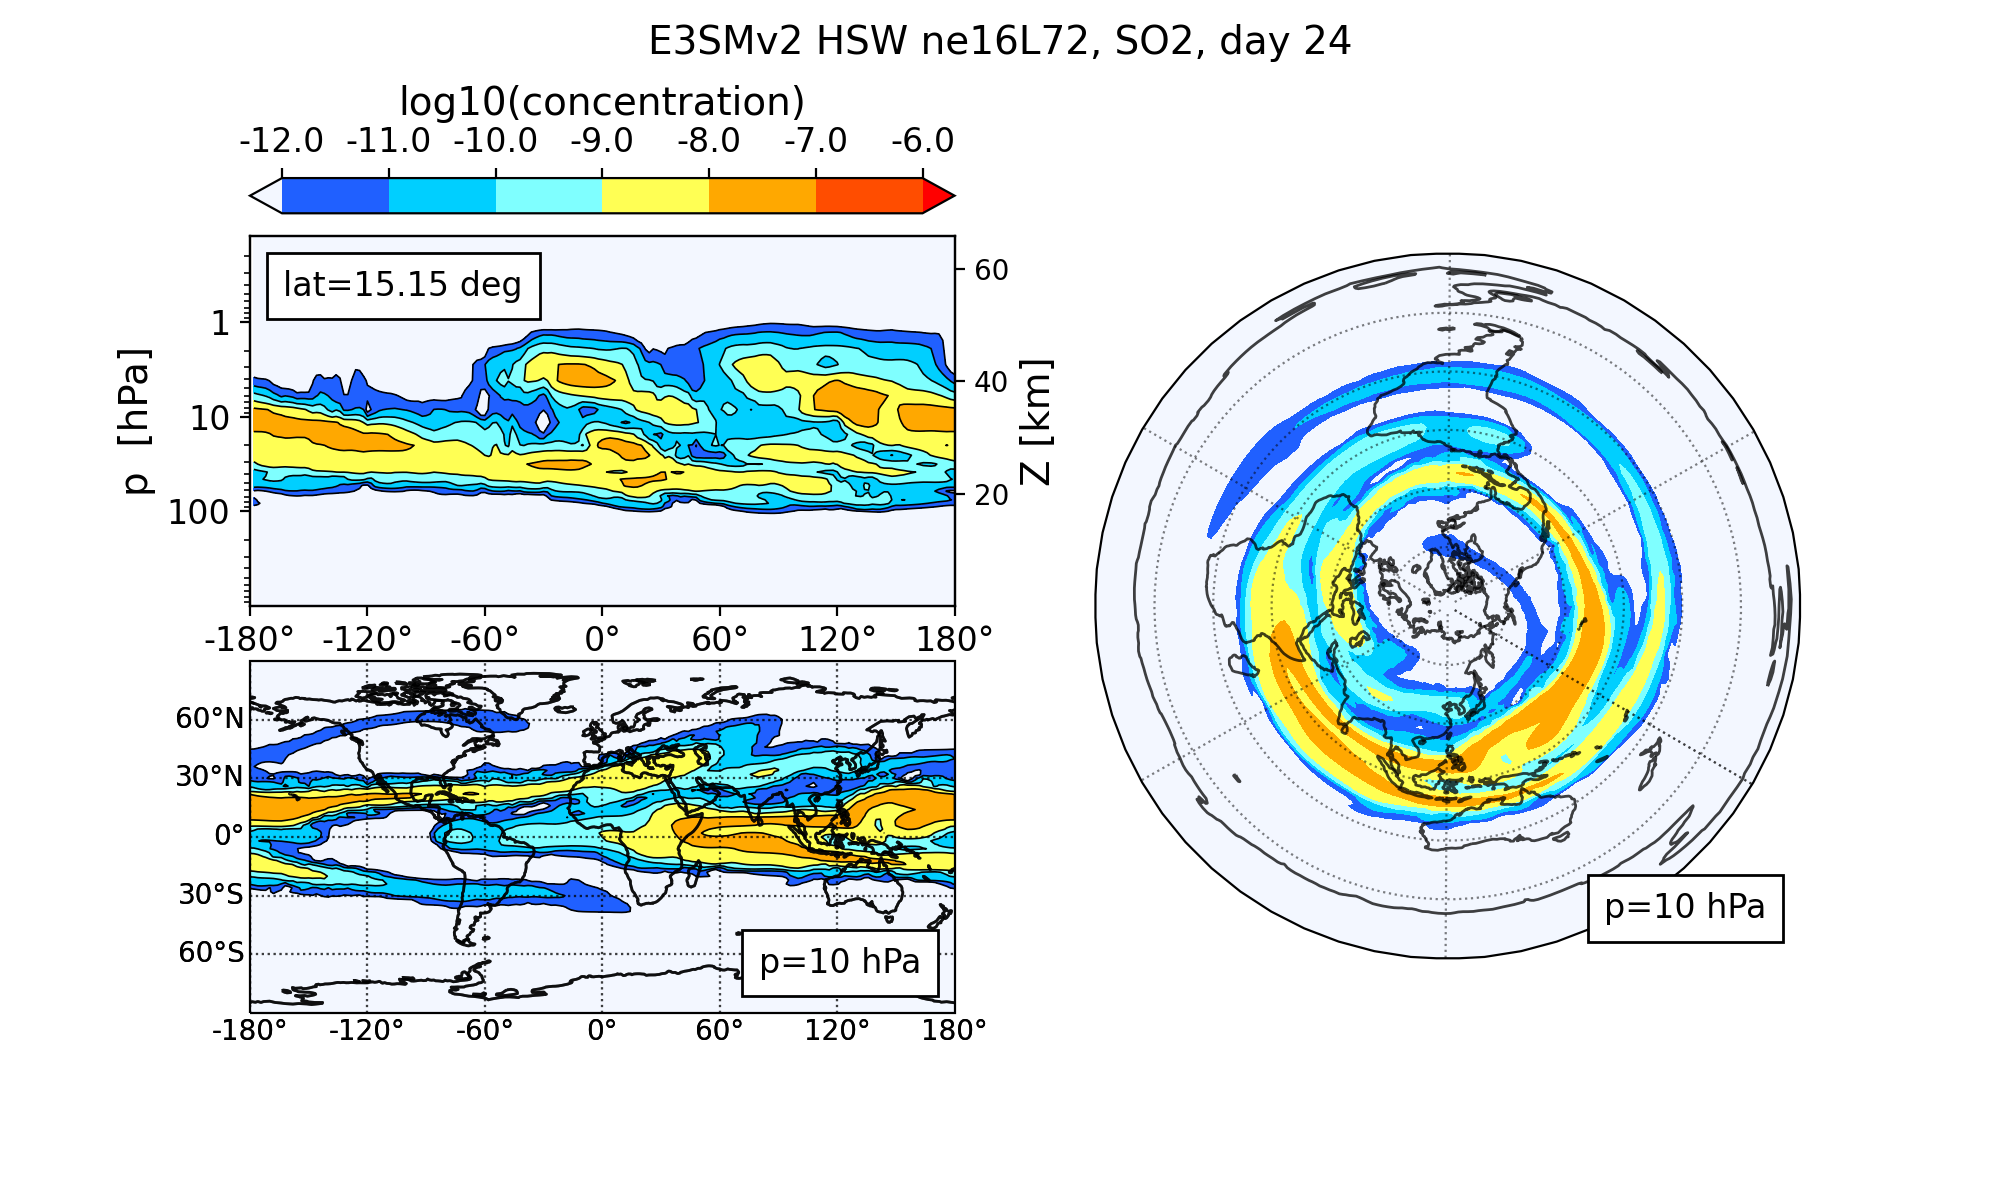 E3SMv2 HSW ne16L72, SO2, day 24
log10(concentration)
-12.0 -11.0 -10.0 -9.0 -8.0 -7.0 -6.0
lat=15.15 deg
p [hPa]
1
10
100
Z [km]
60
40
20
-180° -120° -60° 0° 60° 120° 180°
60°N
30°N
0°
30°S
60°S
p=10 hPa
-180° -120° -60° 0° 60° 120° 180°
p=10 hPa